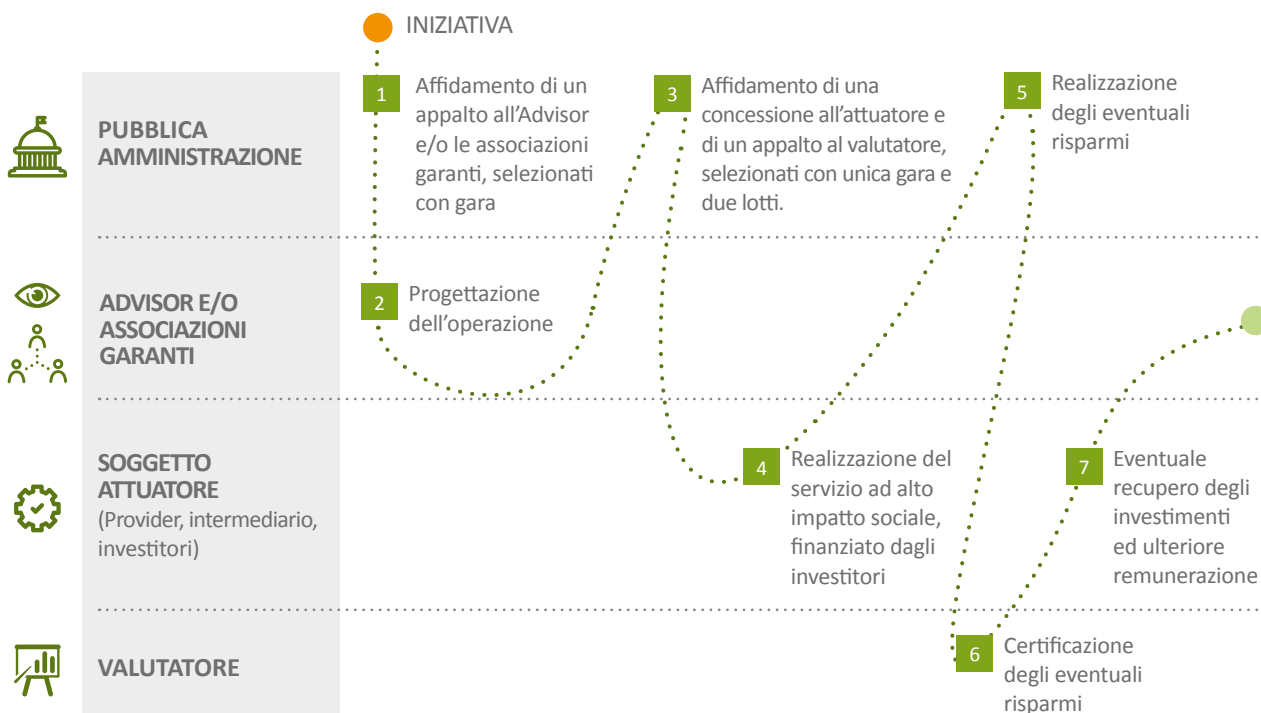 INIZIATIVA
PUBBLICA
AMMINISTRAZIONE
1
Affidamento di un
appalto all'Advisor
e/o le associazioni
garanti, selezionati
con gara
3
Affidamento di una
concessione all'attuatore e
di un appalto al valutatore,
selezionati con unica gara e
due lotti.
5
Realizzazione
degli eventuali
risparmi
ADVISOR E/O
ASSOCIAZIONI
GARANTI
2
Progettazione
dell'operazione
SOGGETTO
ATTUATORE
(Provider, intermediario,
investitori)
4
Realizzazione del
servizio ad alto
impatto sociale,
finanziato dagli
investitori
7
Eventuale
recupero degli
investimenti
ed ulteriore
remunerazione
VALUTATORE
6
Certificazione
degli eventuali
risparmi